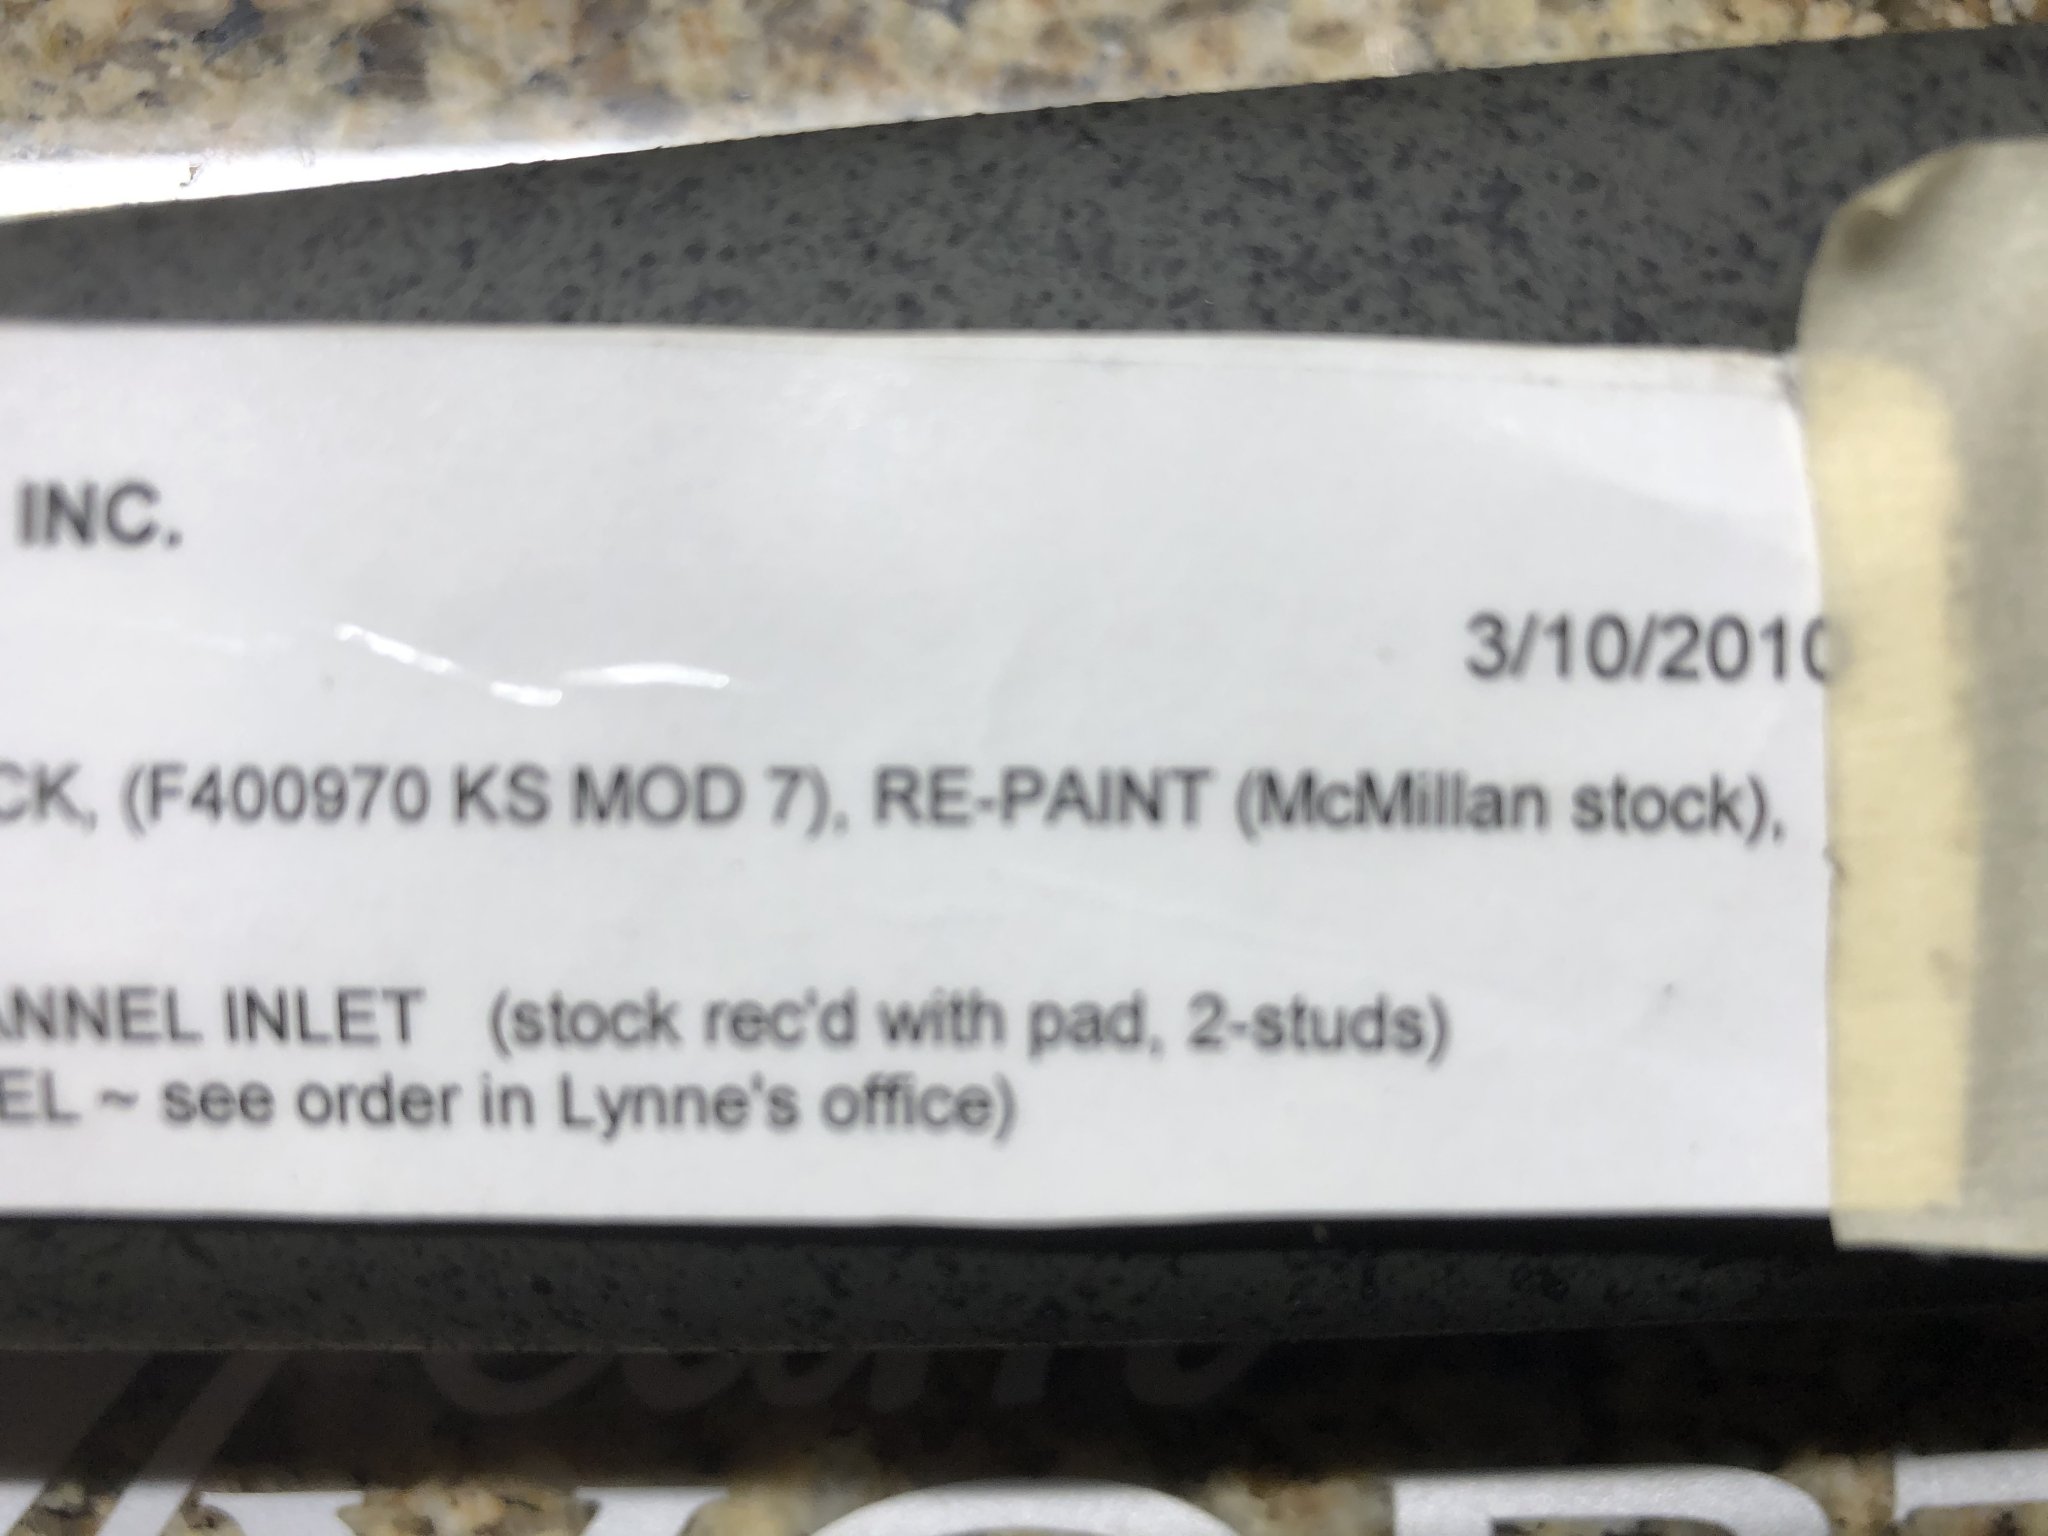 INC.
3/10/2010
CK, (F400970 KS MOD 7), RE-PAINT (McMillan stock),
ANNEL INLET (stock rec'd with pad, 2-studs)
EL ~ see order in Lynne's office)